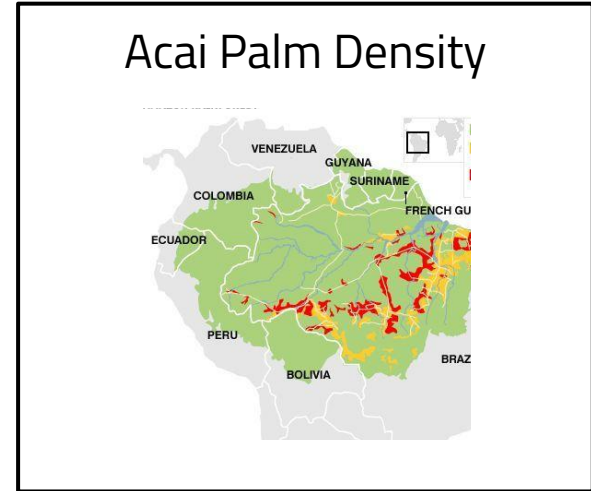 Acai Palm Density
VENEZUELA
GUYANA
SURINAME
COLOMBIA
FRENCH GU
ECUADOR
PERU
BRAZ
BOLIVIA